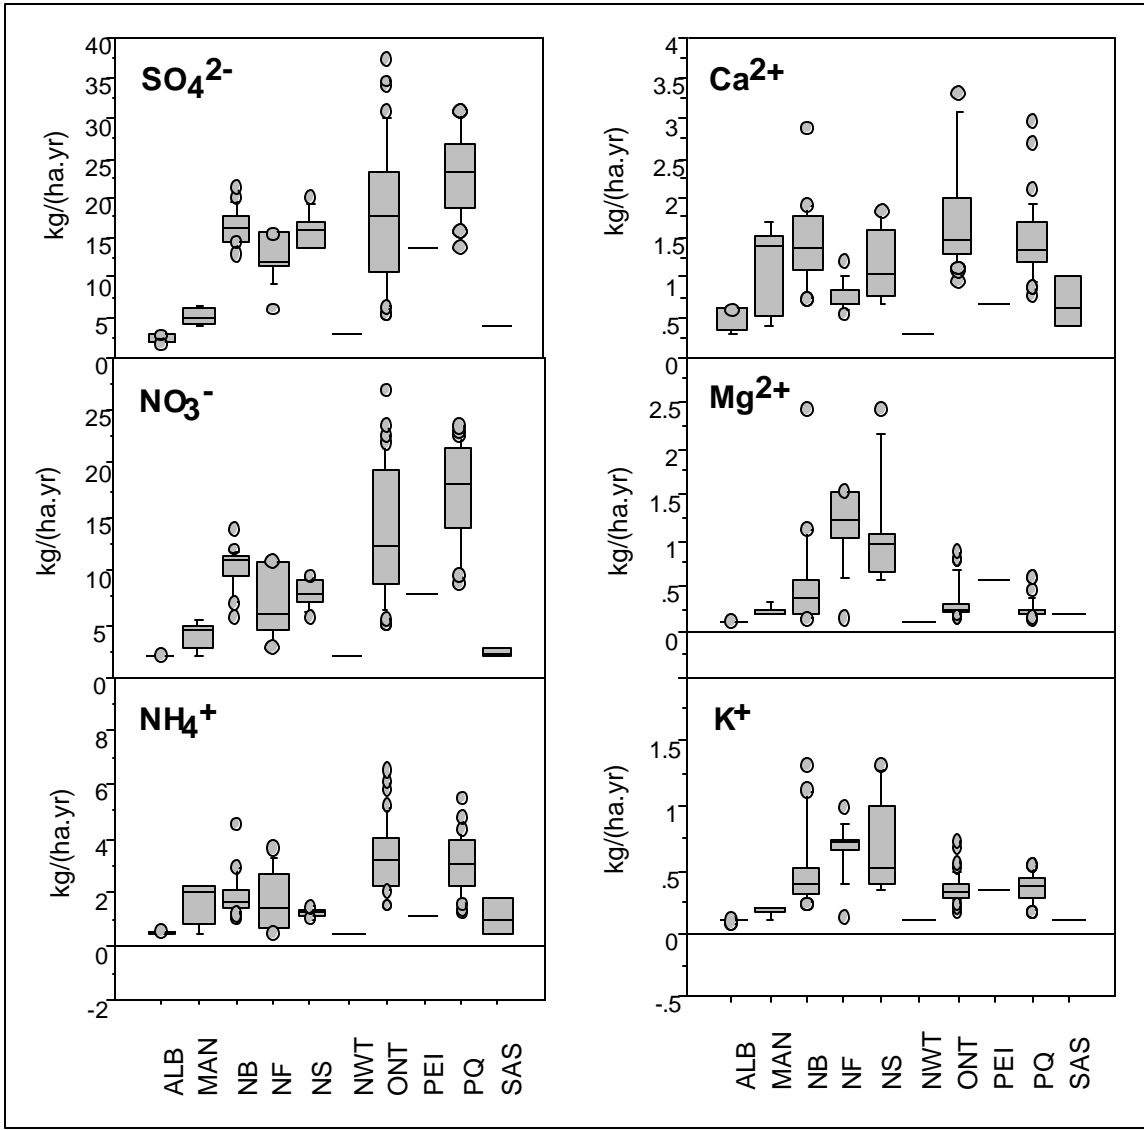 SO₄²⁻
kg/(ha.yr)
40
35
30
25
20
15
10
5
0
NO₃⁻
kg/(ha.yr)
25
20
15
10
5
0
NH₄⁺
kg/(ha.yr)
8
6
4
2
0
-2
ALB MAN NB NF NS NWT ONT PEI PQ SAS
Ca²⁺
kg/(ha.yr)
4
3.5
3
2.5
2
1.5
1
.5
0
Mg²⁺
kg/(ha.yr)
2.5
2
1.5
1
.5
0
K⁺
kg/(ha.yr)
1.5
1
.5
0
-.5
ALB MAN NB NF NS NWT ONT PEI PQ SAS